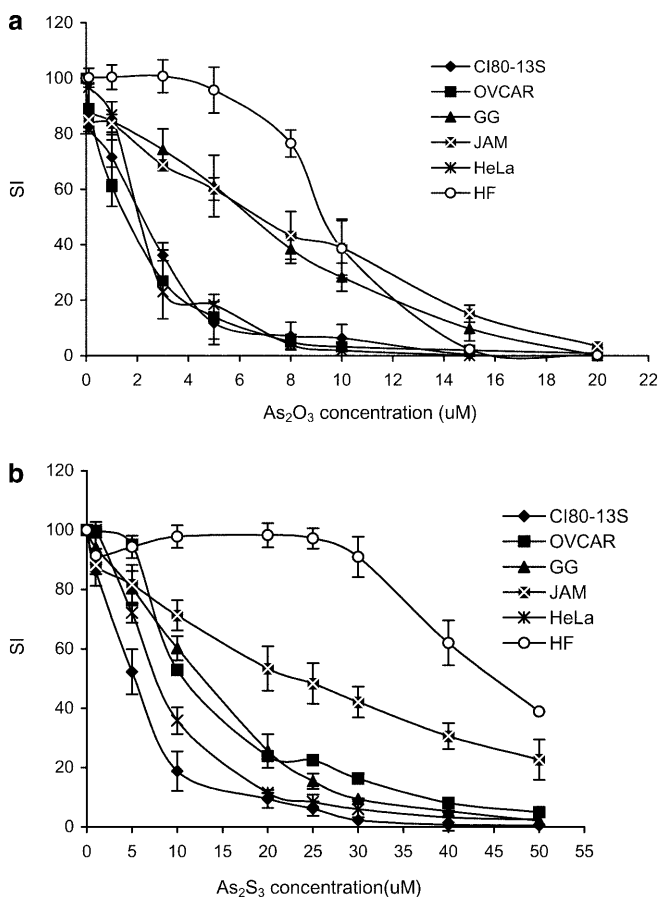 a
120
100
80
60
40
20
0
SI
CI80-13S
OVCAR
GG
JAM
HeLa
HF
0 2 4 6 8 10 12 14 16 18 20 22
As₂O₃ concentration (uM)
b
120
100
80
60
40
20
0
SI
CI80-13S
OVCAR
GG
JAM
HeLa
HF
0 5 10 15 20 25 30 35 40 45 50 55
As₂S₃ concentration(uM)